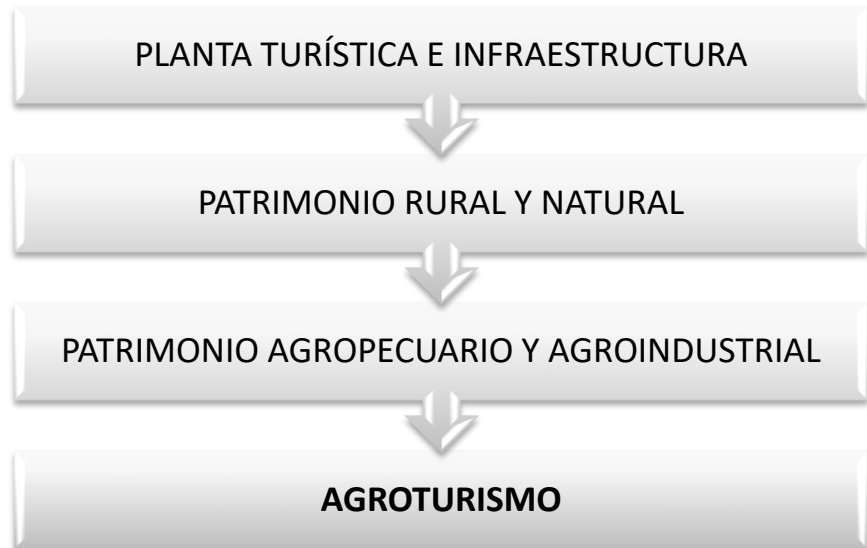 PLANTA TURÍSTICA E INFRAESTRUCTURA
PATRIMONIO RURAL Y NATURAL
PATRIMONIO AGROPECUARIO Y AGROINDUSTRIAL
AGROTURISMO